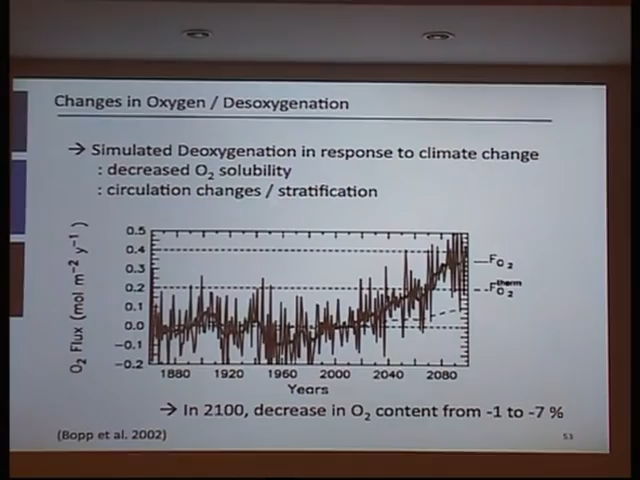 Changes in Oxygen / Desoxygenation
→ Simulated Deoxygenation in response to climate change
: decreased O₂ solubility
: circulation changes / stratification
O₂ Flux (mol m⁻² y⁻¹)
0.5
0.4
0.3
0.2
0.1
0.0
−0.1
−0.2
F O₂
F O₂ therm
1880 1920 1960 2000 2040 2080
Years
→ In 2100, decrease in O₂ content from -1 to -7 %
(Bopp et al. 2002)
53